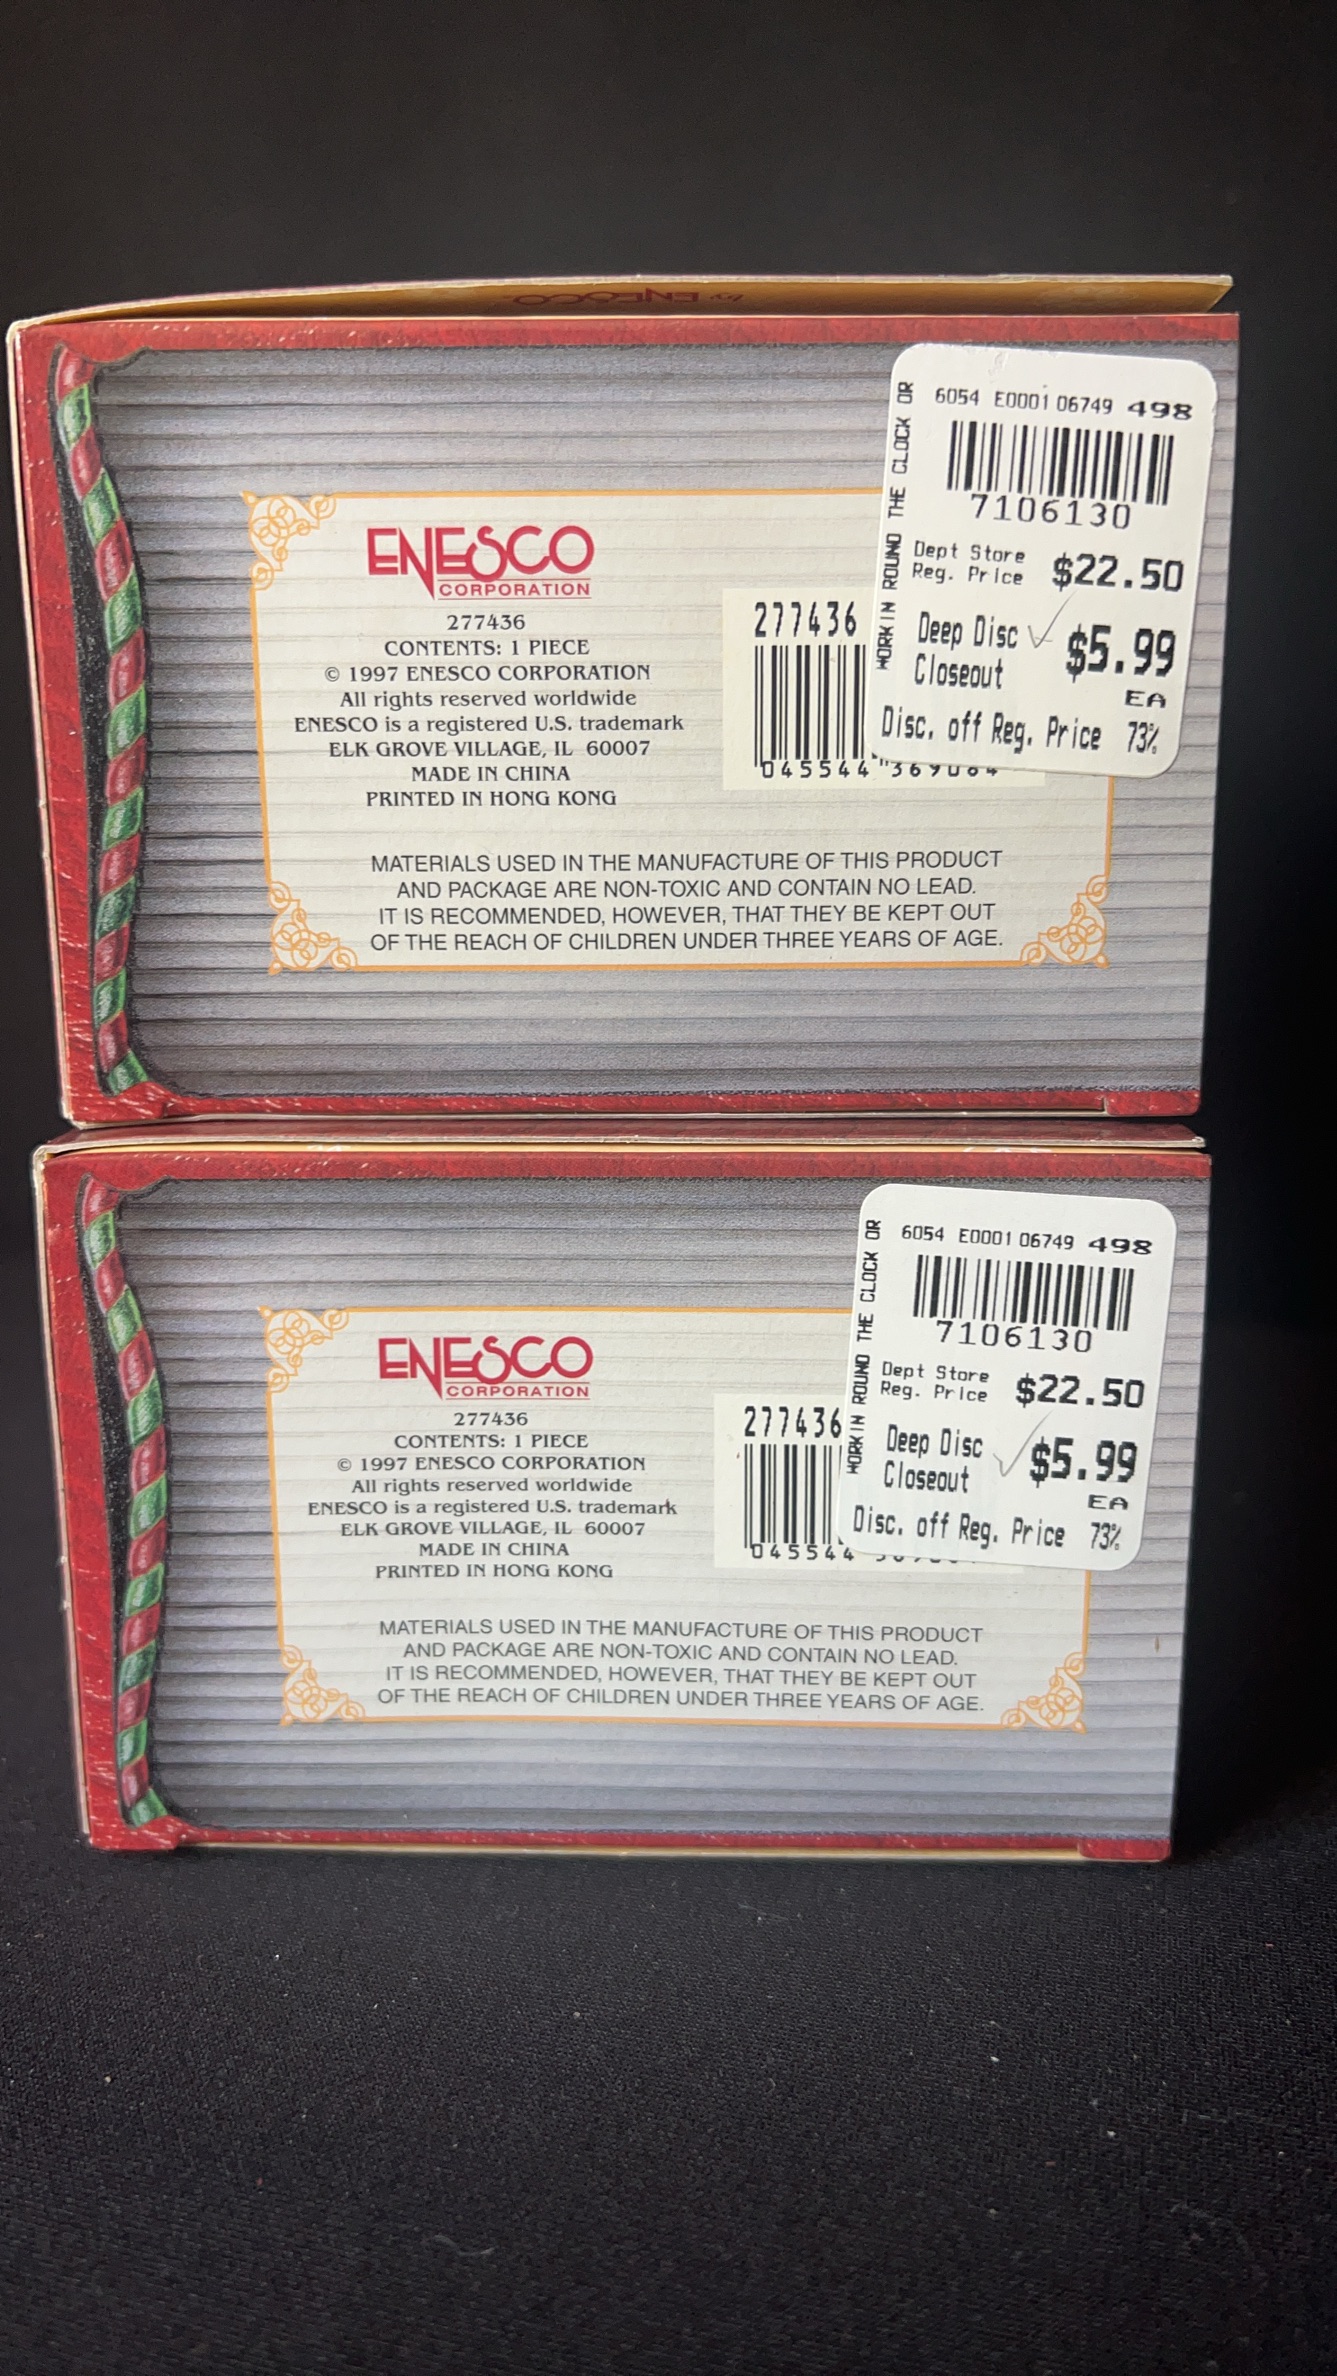 by ENESCO
ENESCO
CORPORATION
277436
CONTENTS: 1 PIECE
© 1997 ENESCO CORPORATION
All rights reserved worldwide
ENESCO is a registered U.S. trademark
ELK GROVE VILLAGE, IL 60007
MADE IN CHINA
PRINTED IN HONG KONG
277436
045544
MATERIALS USED IN THE MANUFACTURE OF THIS PRODUCT
AND PACKAGE ARE NON-TOXIC AND CONTAIN NO LEAD.
IT IS RECOMMENDED, HOWEVER, THAT THEY BE KEPT OUT
OF THE REACH OF CHILDREN UNDER THREE YEARS OF AGE.
WORKIN ROUND THE CLOCK OR
6054 E0001 06749 498
7106130
Dept Store
Reg. Price $22.50
Deep Disc
Closeout $5.99
EA
Disc. off Reg. Price 73%
ENESCO
CORPORATION
277436
CONTENTS: 1 PIECE
© 1997 ENESCO CORPORATION
All rights reserved worldwide
ENESCO is a registered U.S. trademark
ELK GROVE VILLAGE, IL 60007
MADE IN CHINA
PRINTED IN HONG KONG
277436
045544
MATERIALS USED IN THE MANUFACTURE OF THIS PRODUCT
AND PACKAGE ARE NON-TOXIC AND CONTAIN NO LEAD.
IT IS RECOMMENDED, HOWEVER, THAT THEY BE KEPT OUT
OF THE REACH OF CHILDREN UNDER THREE YEARS OF AGE.
WORKIN ROUND THE CLOCK OR
6054 E0001 06749 498
7106130
Dept Store
Reg. Price $22.50
Deep Disc
Closeout $5.99
EA
Disc. off Reg. Price 73%